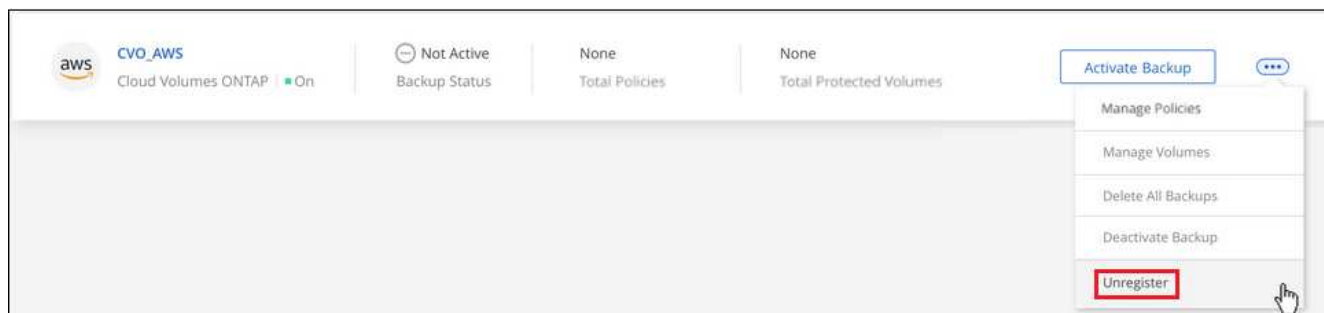 aws
CVO_AWS
Cloud Volumes ONTAP
On
Not Active
Backup Status
None
Total Policies
None
Total Protected Volumes
Activate Backup
Manage Policies
Manage Volumes
Delete All Backups
Deactivate Backup
Unregister